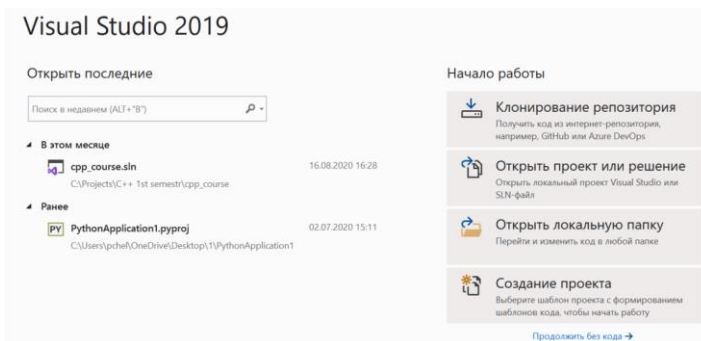 Visual Studio 2019
Открыть последние
Поиск в недавнем (ALT+"В")
В этом месяце
cpp_course.sln 16.08.2020 16:28
C:\Projects\C++ 1st semestr\cpp_course
Ранее
PY PythonApplication1.pyproj 02.07.2020 15:11
C:\Users\pchel\OneDrive\Desktop\1\PythonApplication1
Начало работы
Клонирование репозитория
Получить код из интернет-репозитория,
например, GitHub или Azure DevOps
Открыть проект или решение
Открыть локальный проект Visual Studio или
SLN-файл
Открыть локальную папку
Перейти и изменить код в любой папке
Создание проекта
Выберите шаблон проекта с формированием
шаблонов кода, чтобы начать работу
Продолжить без кода →